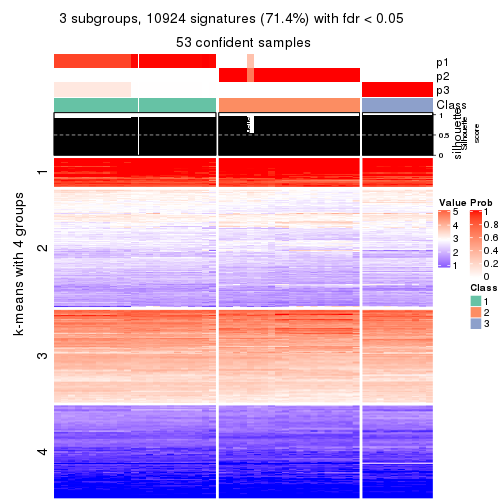 3 subgroups, 10924 signatures (71.4%) with fdr < 0.05
53 confident samples
p1
p2
p3
Class
1
0.5
0
silhouette
Silhouette
score
k-means with 4 groups
1
2
3
4
Value
5
4
3
2
1
Prob
1
0.8
0.6
0.4
0.2
0
Class
1
2
3